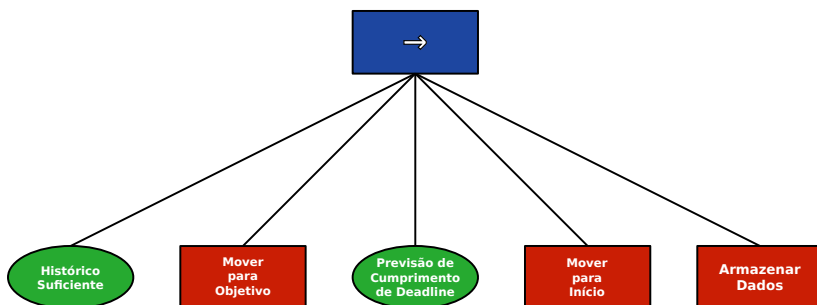 →
Histórico
Suficiente
Mover
para
Objetivo
Previsão de
Cumprimento
de Deadline
Mover
para
Início
Armazenar
Dados